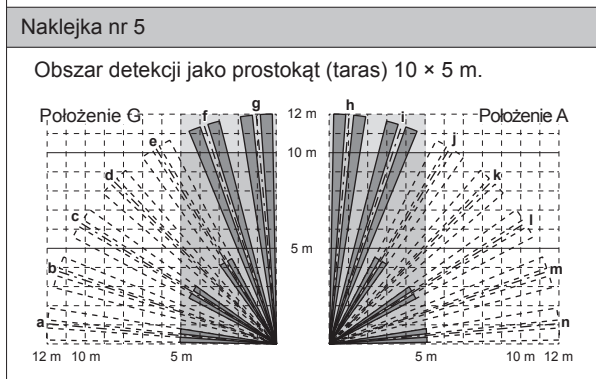 Naklejka nr 5
Obszar detekcji jako prostokąt (taras) 10 × 5 m.
Położenie G f g 12 m h i Położenie A
e 10 m j
d k
c l
5 m
b m
a n
12 m 10 m 5 m 5 m 10 m 12 m